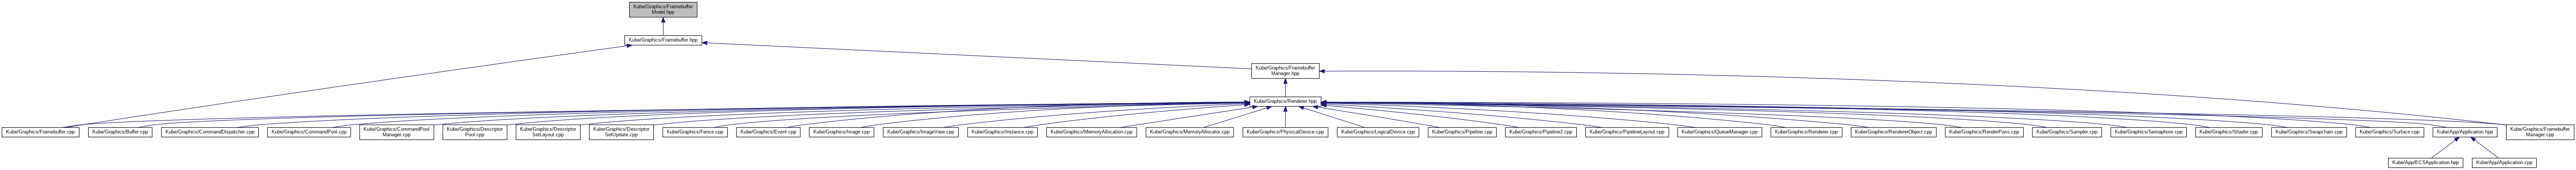 Kube/Graphics/Framebuffer
Model.hpp
Kube/Graphics/Framebuffer.hpp
Kube/Graphics/Framebuffer
Manager.hpp
Kube/Graphics/Renderer.hpp
Kube/Graphics/Framebuffer.cpp
Kube/Graphics/Buffer.cpp
Kube/Graphics/CommandDispatcher.cpp
Kube/Graphics/CommandPool.cpp
Kube/Graphics/CommandPool
Manager.cpp
Kube/Graphics/Descriptor
Pool.cpp
Kube/Graphics/Descriptor
SetLayout.cpp
Kube/Graphics/Descriptor
SetUpdate.cpp
Kube/Graphics/Fence.cpp
Kube/Graphics/Event.cpp
Kube/Graphics/Image.cpp
Kube/Graphics/ImageView.cpp
Kube/Graphics/Instance.cpp
Kube/Graphics/MemoryAllocation.cpp
Kube/Graphics/MemoryAllocator.cpp
Kube/Graphics/PhysicalDevice.cpp
Kube/Graphics/LogicalDevice.cpp
Kube/Graphics/Pipeline.cpp
Kube/Graphics/Pipeline2.cpp
Kube/Graphics/PipelineLayout.cpp
Kube/Graphics/QueueManager.cpp
Kube/Graphics/Renderer.cpp
Kube/Graphics/RendererObject.cpp
Kube/Graphics/RenderPass.cpp
Kube/Graphics/Sampler.cpp
Kube/Graphics/Semaphore.cpp
Kube/Graphics/Shader.cpp
Kube/Graphics/Swapchain.cpp
Kube/Graphics/Surface.cpp
Kube/App/Application.hpp
Kube/Graphics/Framebuffer
Manager.cpp
Kube/App/ECSApplication.hpp
Kube/App/Application.cpp